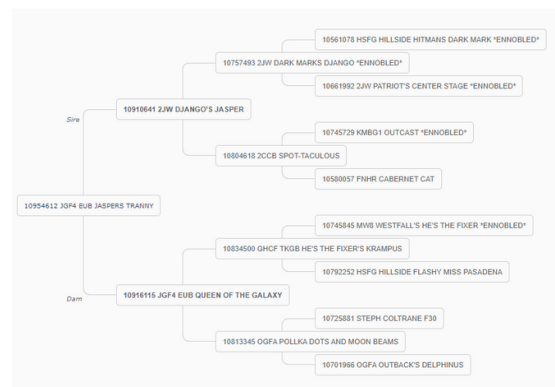 10561078 HSFG HILLSIDE HITMANS DARK MARK *ENNOBLED*
10757493 2JW DARK MARKS DJANGO *ENNOBLED*
10661992 2JW PATRIOT'S CENTER STAGE *ENNOBLED*
10910641 2JW DJANGO'S JASPER
Sire
10745729 KMBG1 OUTCAST *ENNOBLED*
10804618 2CCB SPOT-TACULOUS
10580057 FNHR CABERNET CAT
10954612 JGF4 EUB JASPERS TRANNY
10745845 MW8 WESTFALL'S HE'S THE FIXER *ENNOBLED*
10834500 GHCF TKGB HE'S THE FIXER'S KRAMPUS
10792252 HSFG HILLSIDE FLASHY MISS PASADENA
Dam
10916115 JGF4 EUB QUEEN OF THE GALAXY
10725881 STEPH COLTRANE F30
10813345 OGFA POLLKA DOTS AND MOON BEAMS
10701966 OGFA OUTBACK'S DELPHINUS